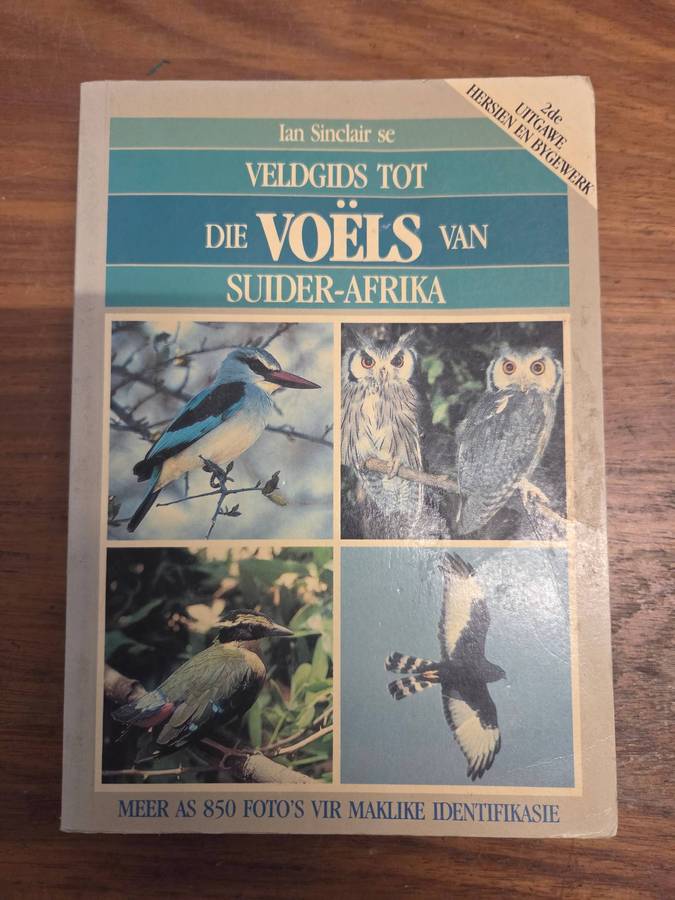 2de
UITGAWE
HERSIEN EN BYGEWERK
Ian Sinclair se
VELDGIDS TOT
DIE VOËLS VAN
SUIDER-AFRIKA
MEER AS 850 FOTO'S VIR MAKLIKE IDENTIFIKASIE